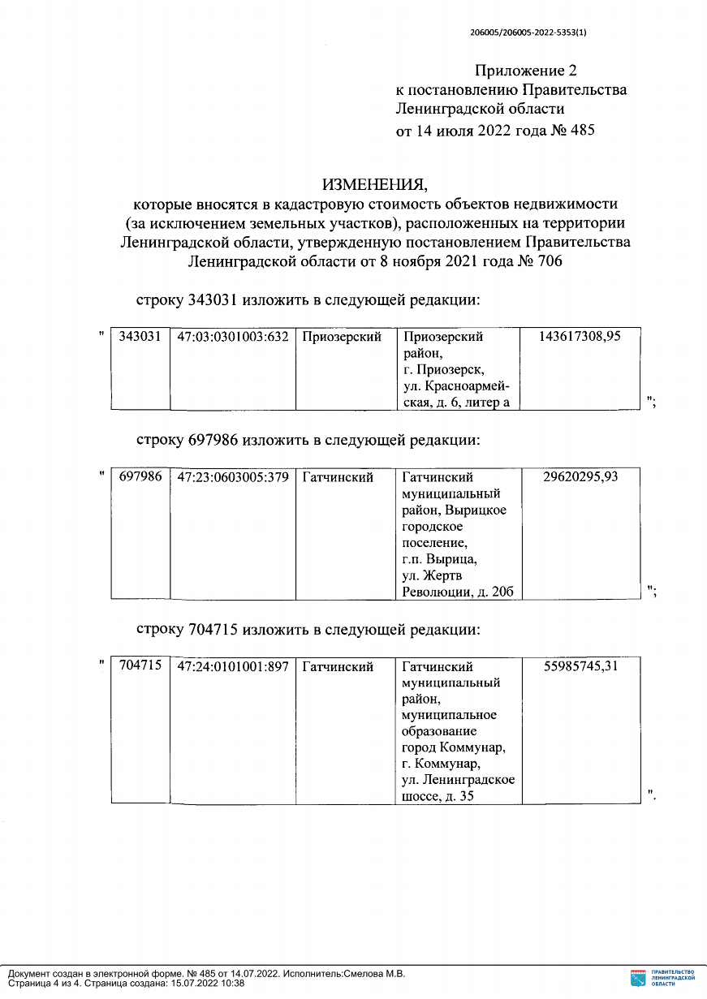 206005/206005-2022-5353(1)
Приложение 2
к постановлению Правительства
Ленинградской области
от 14 июля 2022 года № 485
ИЗМЕНЕНИЯ,
которые вносятся в кадастровую стоимость объектов недвижимости
(за исключением земельных участков), расположенных на территории
Ленинградской области, утвержденную постановлением Правительства
Ленинградской области от 8 ноября 2021 года № 706
строку 343031 изложить в следующей редакции:
" 343031 47:03:0301003:632 Приозерский Приозерский 143617308,95
район,
г. Приозерск,
ул. Красноармей-
ская, д. 6, литер а ";
строку 697986 изложить в следующей редакции:
" 697986 47:23:0603005:379 Гатчинский Гатчинский 29620295,93
муниципальный
район, Вырицкое
городское
поселение,
г.п. Вырица,
ул. Жертв
Революции, д. 20б ";
строку 704715 изложить в следующей редакции:
" 704715 47:24:0101001:897 Гатчинский Гатчинский 55985745,31
муниципальный
район,
муниципальное
образование
город Коммунар,
г. Коммунар,
ул. Ленинградское
шоссе, д. 35 ".
Документ создан в электронной форме. № 485 от 14.07.2022. Исполнитель:Смелова М.В.
Страница 4 из 4. Страница создана: 15.07.2022 10:38
ПРАВИТЕЛЬСТВО
ЛЕНИНГРАДСКОЙ
ОБЛАСТИ